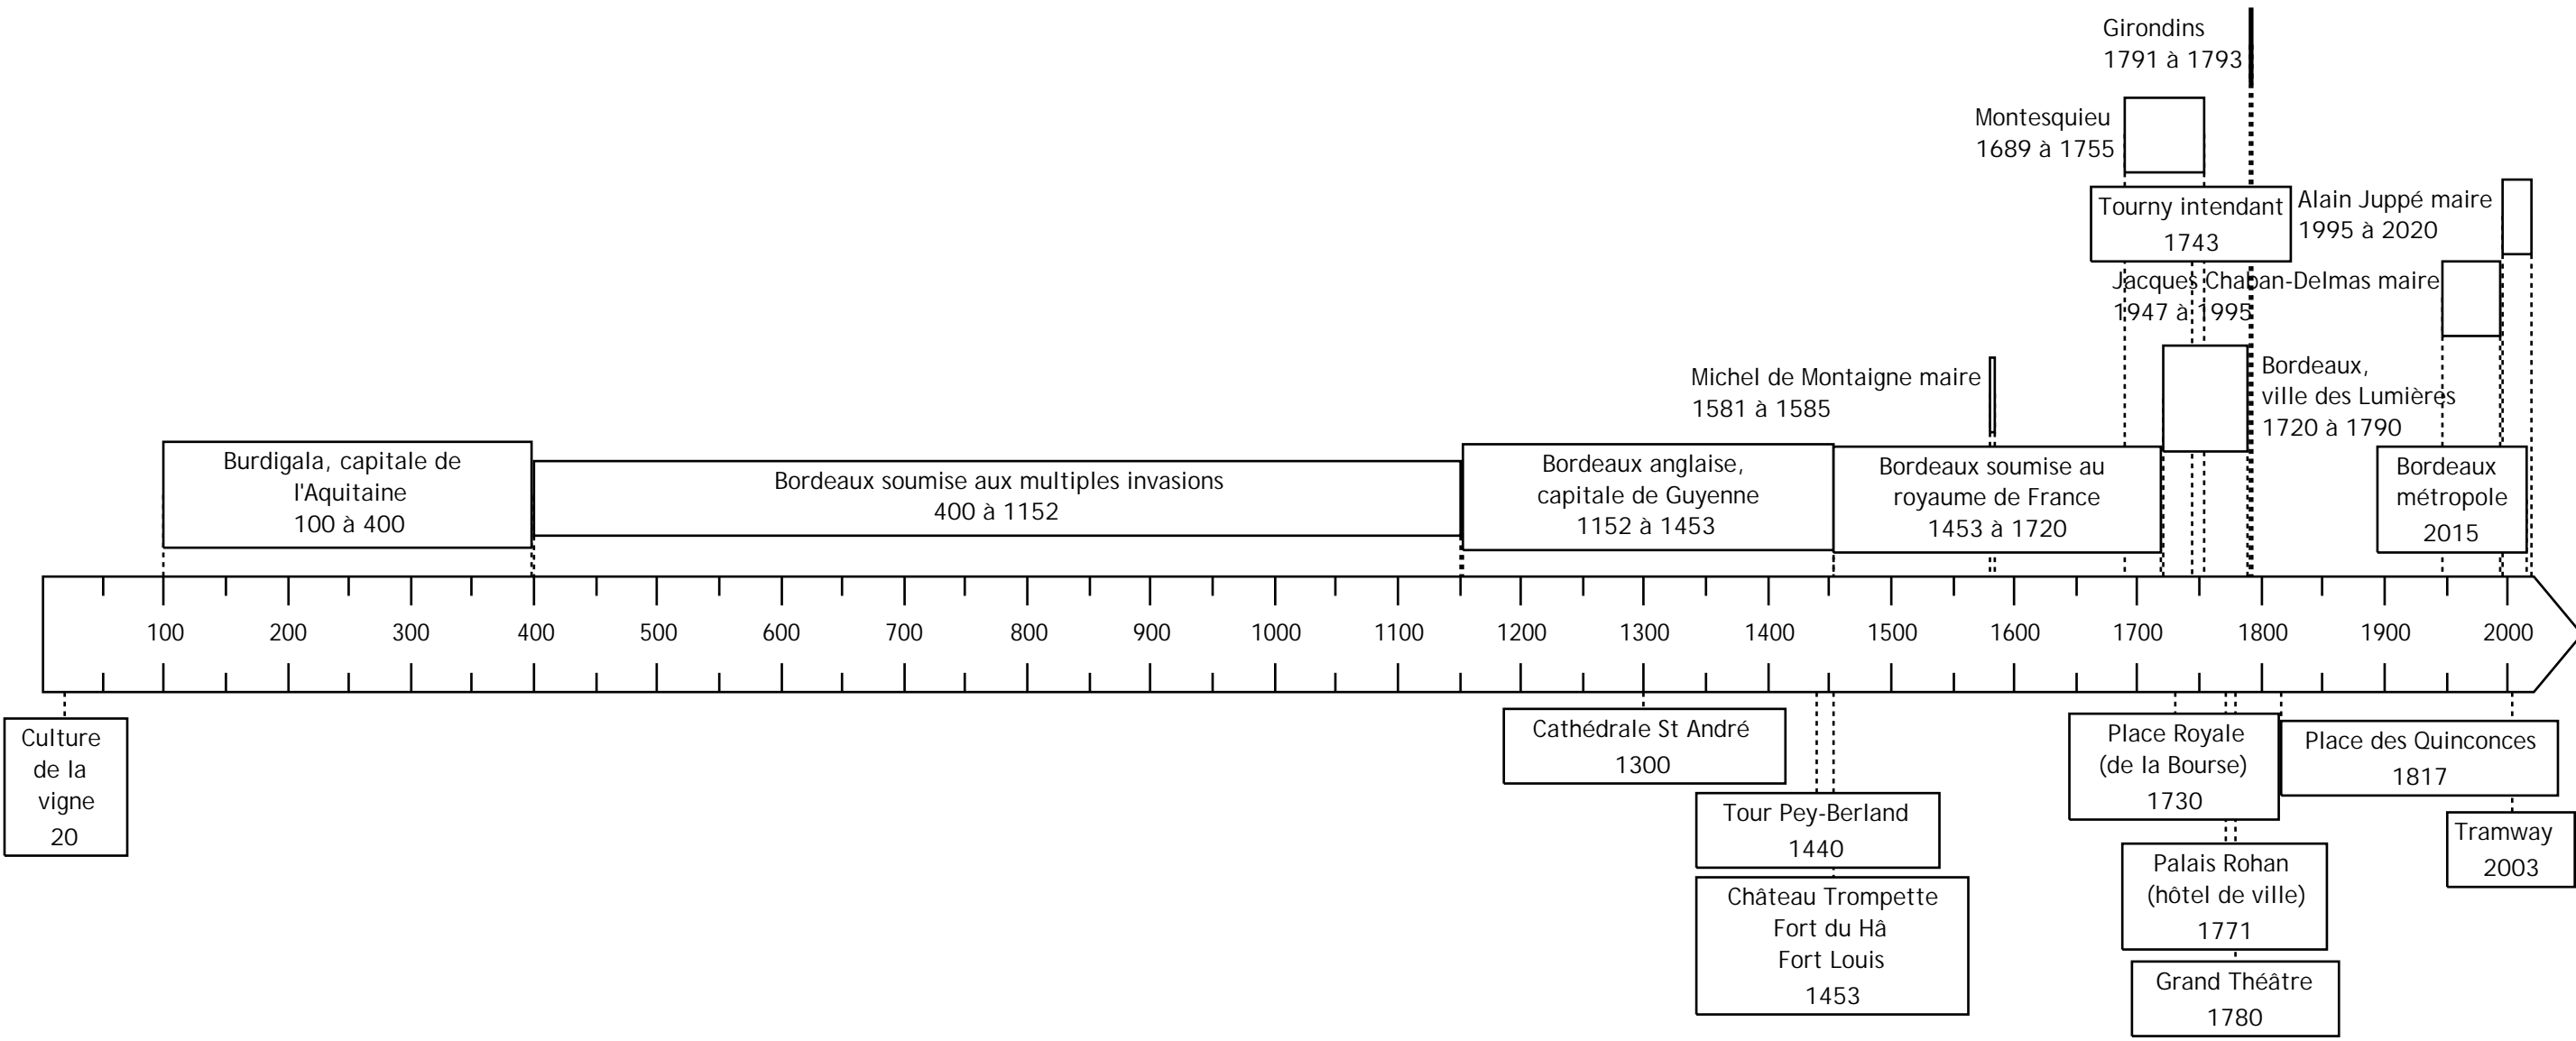 Girondins
1791 à 1793
Montesquieu
1689 à 1755
Tourny intendant
1743
Alain Juppé maire
1995 à 2020
Jacques Chaban-Delmas maire
1947 à 1995
Michel de Montaigne maire
1581 à 1585
Bordeaux,
ville des Lumières
1720 à 1790
Burdigala, capitale de
l'Aquitaine
100 à 400
Bordeaux soumise aux multiples invasions
400 à 1152
Bordeaux anglaise,
capitale de Guyenne
1152 à 1453
Bordeaux soumise au
royaume de France
1453 à 1720
Bordeaux
métropole
2015
100 200 300 400 500 600 700 800 900 1000 1100 1200 1300 1400 1500 1600 1700 1800 1900 2000
Culture
de la
vigne
20
Cathédrale St André
1300
Tour Pey-Berland
1440
Château Trompette
Fort du Hâ
Fort Louis
1453
Place Royale
(de la Bourse)
1730
Place des Quinconces
1817
Palais Rohan
(hôtel de ville)
1771
Tramway
2003
Grand Théâtre
1780